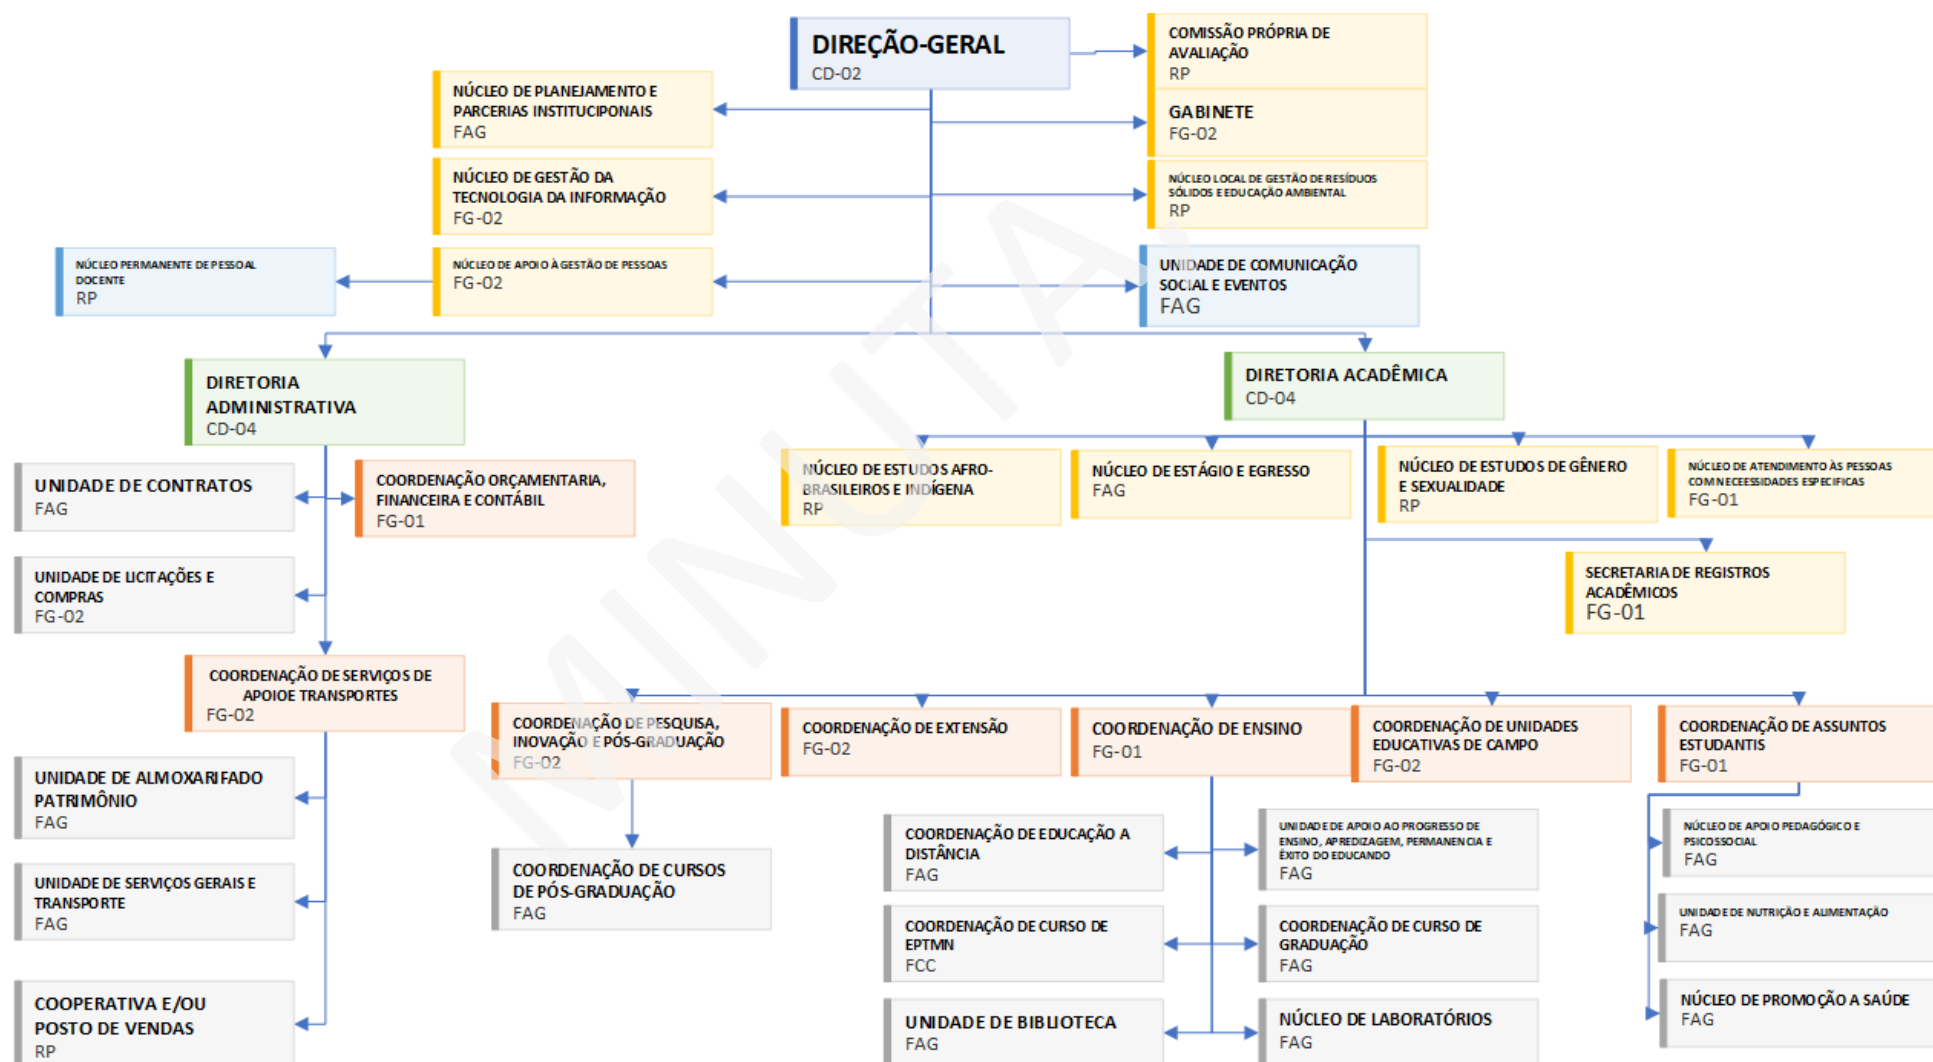 DIREÇÃO-GERAL
CD-02
COMISSÃO PRÓPRIA DE
AVALIAÇÃO
RP
NÚCLEO DE PLANEJAMENTO E
PARCERIAS INSTITUCIPONAIS
FAG
GABINETE
FG-02
NÚCLEO DE GESTÃO DA
TECNOLOGIA DA INFORMAÇÃO
FG-02
NÚCLEO LOCAL DE GESTÃO DE RESÍDUOS
SÓLIDOS E EDUCAÇÃO AMBIENTAL
RP
NÚCLEO PERMANENTE DE PESSOAL
DOCENTE
RP
NÚCLEO DE APOIO À GESTÃO DE PESSOAS
FG-02
UNIDADE DE COMUNICAÇÃO
SOCIAL E EVENTOS
FAG
DIRETORIA
ADMINISTRATIVA
CD-04
DIRETORIA ACADÊMICA
CD-04
UNIDADE DE CONTRATOS
FAG
COORDENAÇÃO ORÇAMENTARIA,
FINANCEIRA E CONTÁBIL
FG-01
NÚCLEO DE ESTUDOS AFRO-
BRASILEIROS E INDÍGENA
RP
NÚCLEO DE ESTÁGIO E EGRESSO
FAG
NÚCLEO DE ESTUDOS DE GÊNERO
E SEXUALIDADE
RP
NÚCLEO DE ATENDIMENTO ÀS PESSOAS
COM NECEESSIDADES ESPECIFICAS
FG-01
UNIDADE DE LICITAÇÕES E
COMPRAS
FG-02
SECRETARIA DE REGISTROS
ACADÊMICOS
FG-01
COORDENAÇÃO DE SERVIÇOS DE
APOIOE TRANSPORTES
FG-02
COORDENAÇÃO DE PESQUISA,
INOVAÇÃO E PÓS-GRADUAÇÃO
FG-02
COORDENAÇÃO DE EXTENSÃO
FG-02
COORDENAÇÃO DE ENSINO
FG-01
COORDENAÇÃO DE UNIDADES
EDUCATIVAS DE CAMPO
FG-02
COORDENAÇÃO DE ASSUNTOS
ESTUDANTIS
FG-01
UNIDADE DE ALMOXARIFADO
PATRIMÔNIO
FAG
COORDENAÇÃO DE CURSOS
DE PÓS-GRADUAÇÃO
FAG
COORDENAÇÃO DE EDUCAÇÃO A
DISTÂNCIA
FAG
UNIDADE DE APOIO AO PROGRESSO DE
ENSINO, APREDIZAGEM, PERMANENCIA E
ÊXITO DO EDUCANDO
FAG
NÚCLEO DE APOIO PEDAGÓGICO E
PSICOSSOCIAL
FAG
UNIDADE DE SERVIÇOS GERAIS E
TRANSPORTE
FAG
COORDENAÇÃO DE CURSO DE
EPTMN
FCC
COORDENAÇÃO DE CURSO DE
GRADUAÇÃO
FAG
UNIDADE DE NUTRIÇÃO E ALIMENTAÇÃO
FAG
COOPERATIVA E/OU
POSTO DE VENDAS
RP
UNIDADE DE BIBLIOTECA
FAG
NÚCLEO DE LABORATÓRIOS
FAG
NÚCLEO DE PROMOÇÃO A SAÚDE
FAG
MINUTA.